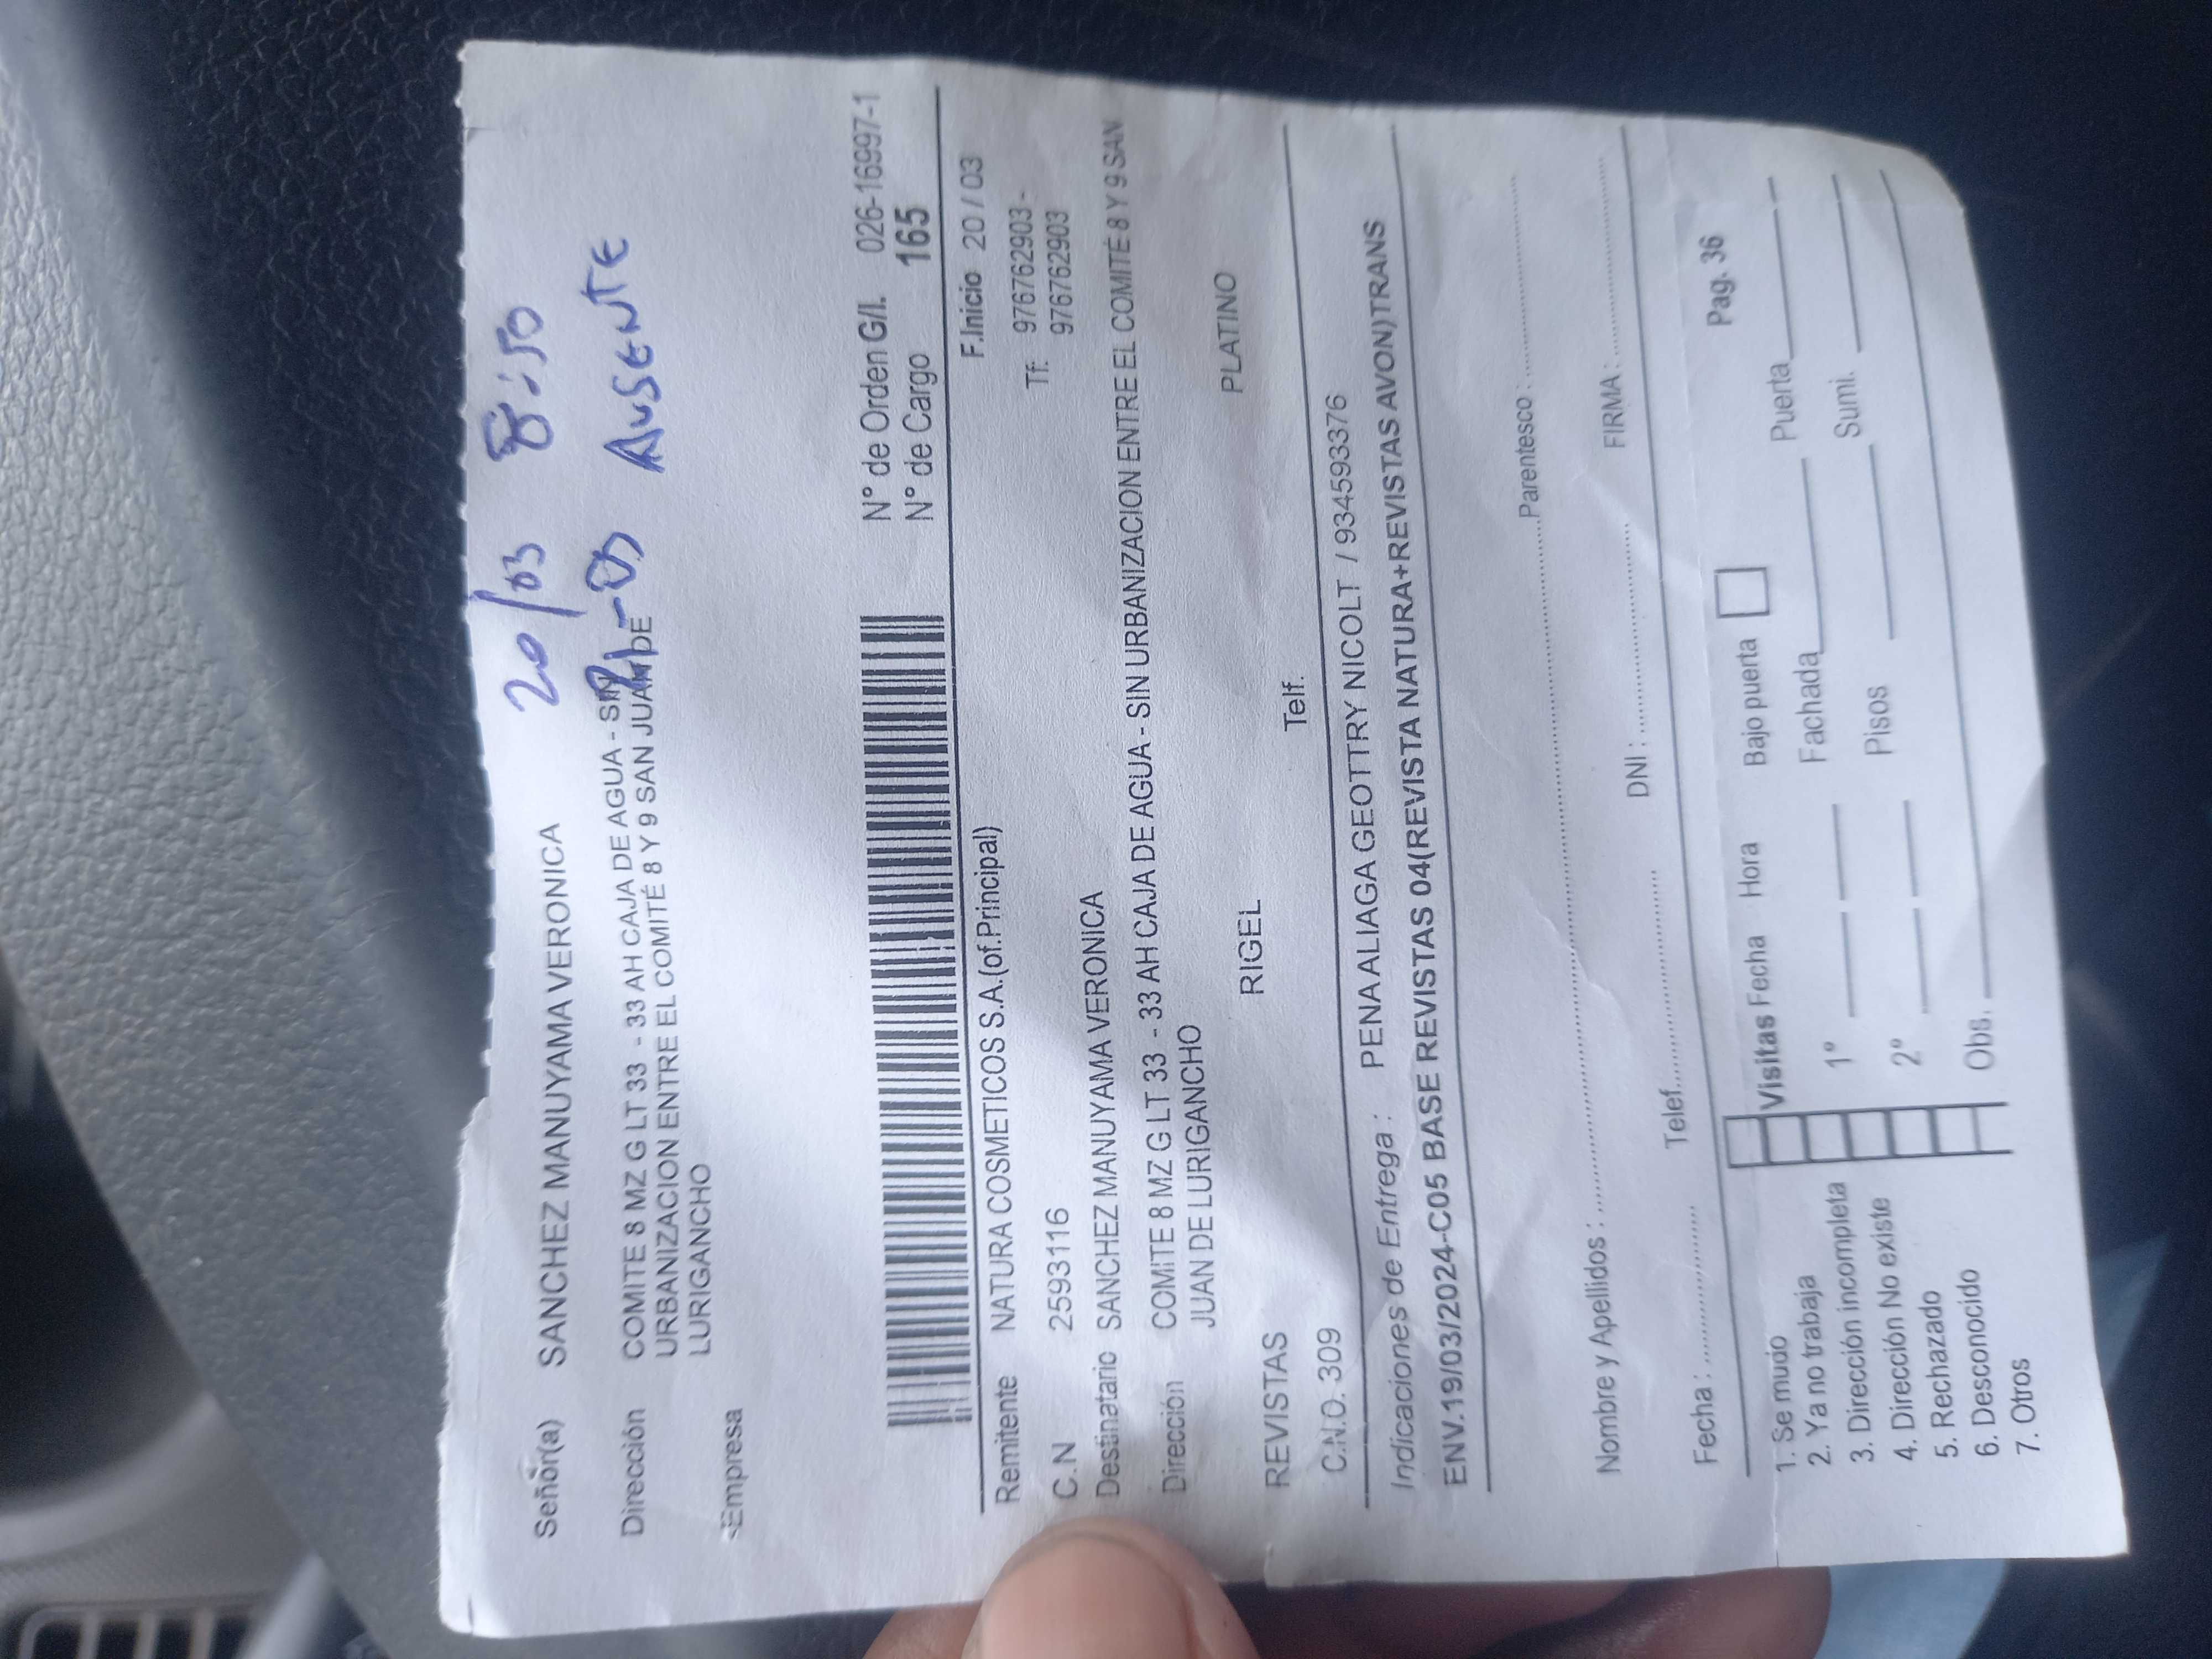 20/03 8:50
Señor(a) SANCHEZ MANUYAMA VERONICA
21-03 AUSENTE
Dirección COMITE 8 MZ G LT 33 - 33 AH CAJA DE AGUA - SIN
URBANIZACION ENTRE EL COMITÉ 8 Y 9 SAN JUAN DE
LURIGANCHO
Empresa
N° de Orden G/I. 026-16997-1
N° de Cargo 165
Remitente NATURA COSMETICOS S.A.(of.Principal) F.Inicio 20 / 03
C.N 2593116 Tf: 976762903 -
976762903
Destinatario SANCHEZ MANUYAMA VERONICA
Dirección COMITE 8 MZ G LT 33 - 33 AH CAJA DE AGUA - SIN URBANIZACION ENTRE EL COMITÉ 8 Y 9 SAN
JUAN DE LURIGANCHO
REVISTAS RIGEL PLATINO
C.N.O. 309 Telf.
Indicaciones de Entrega : PENA ALIAGA GEOTTRY NICOLT / 934593376
ENV.19/03/2024-C05 BASE REVISTAS 04(REVISTA NATURA+REVISTAS AVON)TRANS
Nombre y Apellidos : Parentesco :
Fecha : Telef. DNI : FIRMA :
Pag. 36
1. Se mudo
2. Ya no trabaja
3. Dirección incompleta
4. Dirección No existe
5. Rechazado
6. Desconocido
7. Otros
Visitas Fecha Hora Bajo puerta
1° Fachada Puerta
2° Pisos Sumi.
Obs.